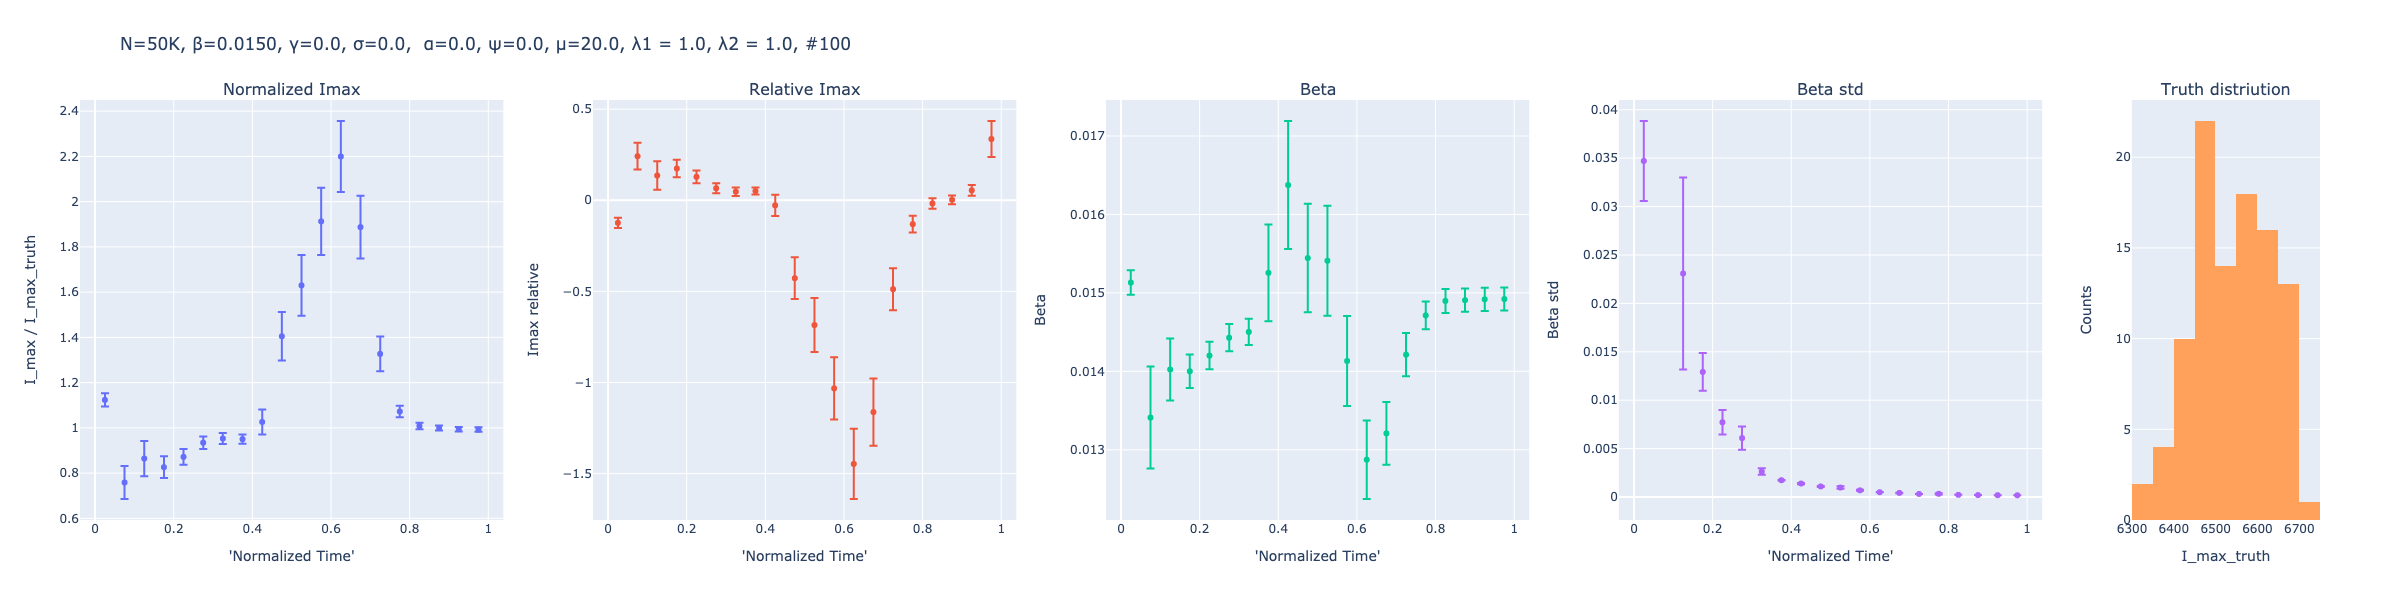 N=50K, β=0.0150, γ=0.0, σ=0.0,  α=0.0, ψ=0.0, μ=20.0, λ1 = 1.0, λ2 = 1.0, #100
Normalized Imax
2.4
2.2
2
1.8
1.6
1.4
1.2
1
0.8
0.6
0 0.2 0.4 0.6 0.8 1
I_max / I_max_truth
'Normalized Time'
Relative Imax
0.5
0
−0.5
−1
−1.5
0 0.2 0.4 0.6 0.8 1
Imax relative
'Normalized Time'
Beta
0.017
0.016
0.015
0.014
0.013
0 0.2 0.4 0.6 0.8 1
Beta
'Normalized Time'
Beta std
0.04
0.035
0.03
0.025
0.02
0.015
0.01
0.005
0
0 0.2 0.4 0.6 0.8 1
Beta std
'Normalized Time'
Truth distriution
20
15
10
5
0
6300 6400 6500 6600 6700
Counts
I_max_truth